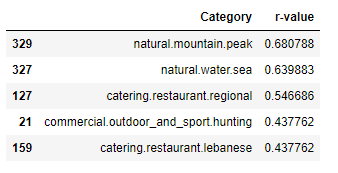 Category r-value
329 natural.mountain.peak 0.680788
327 natural.water.sea 0.639883
127 catering.restaurant.regional 0.546686
21 commercial.outdoor_and_sport.hunting 0.437762
159 catering.restaurant.lebanese 0.437762